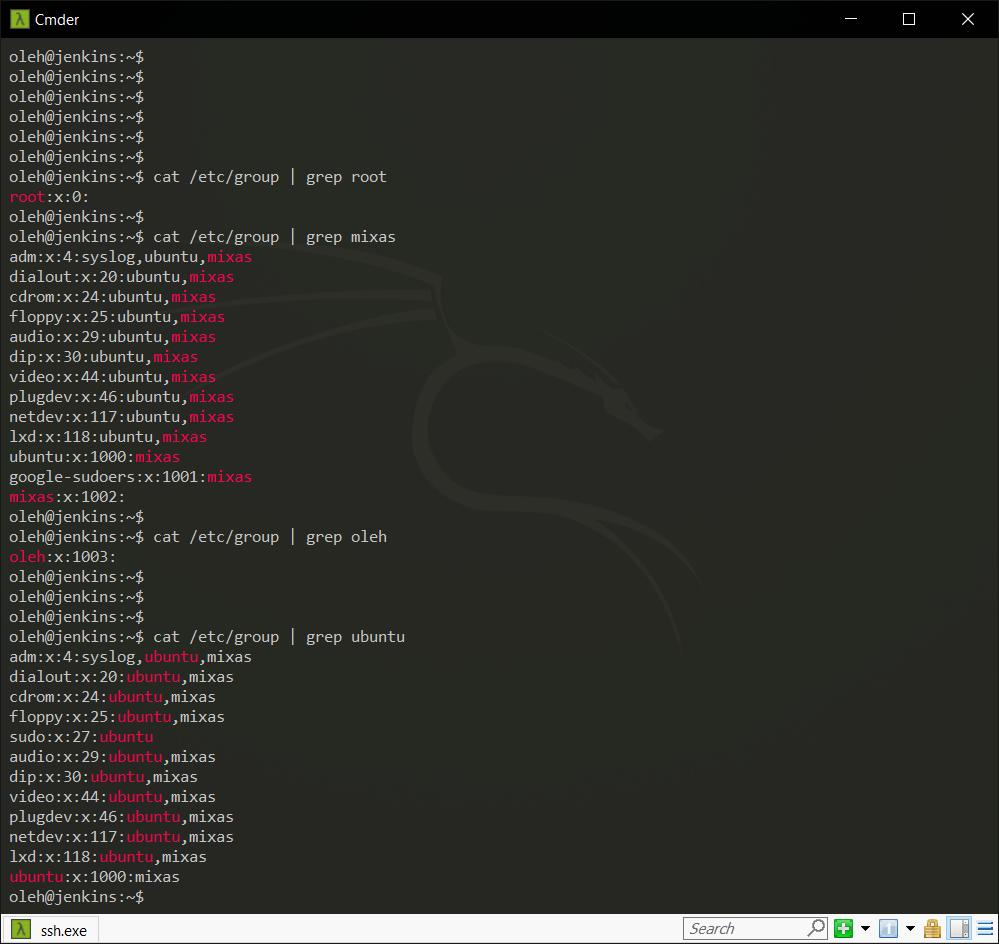 Cmder
oleh@jenkins:~$
oleh@jenkins:~$
oleh@jenkins:~$
oleh@jenkins:~$
oleh@jenkins:~$
oleh@jenkins:~$
oleh@jenkins:~$ cat /etc/group | grep root
root:x:0:
oleh@jenkins:~$
oleh@jenkins:~$ cat /etc/group | grep mixas
adm:x:4:syslog,ubuntu,mixas
dialout:x:20:ubuntu,mixas
cdrom:x:24:ubuntu,mixas
floppy:x:25:ubuntu,mixas
audio:x:29:ubuntu,mixas
dip:x:30:ubuntu,mixas
video:x:44:ubuntu,mixas
plugdev:x:46:ubuntu,mixas
netdev:x:117:ubuntu,mixas
lxd:x:118:ubuntu,mixas
ubuntu:x:1000:mixas
google-sudoers:x:1001:mixas
mixas:x:1002:
oleh@jenkins:~$
oleh@jenkins:~$ cat /etc/group | grep oleh
oleh:x:1003:
oleh@jenkins:~$
oleh@jenkins:~$
oleh@jenkins:~$
oleh@jenkins:~$ cat /etc/group | grep ubuntu
adm:x:4:syslog,ubuntu,mixas
dialout:x:20:ubuntu,mixas
cdrom:x:24:ubuntu,mixas
floppy:x:25:ubuntu,mixas
sudo:x:27:ubuntu
audio:x:29:ubuntu,mixas
dip:x:30:ubuntu,mixas
video:x:44:ubuntu,mixas
plugdev:x:46:ubuntu,mixas
netdev:x:117:ubuntu,mixas
lxd:x:118:ubuntu,mixas
ubuntu:x:1000:mixas
oleh@jenkins:~$
ssh.exe
Search